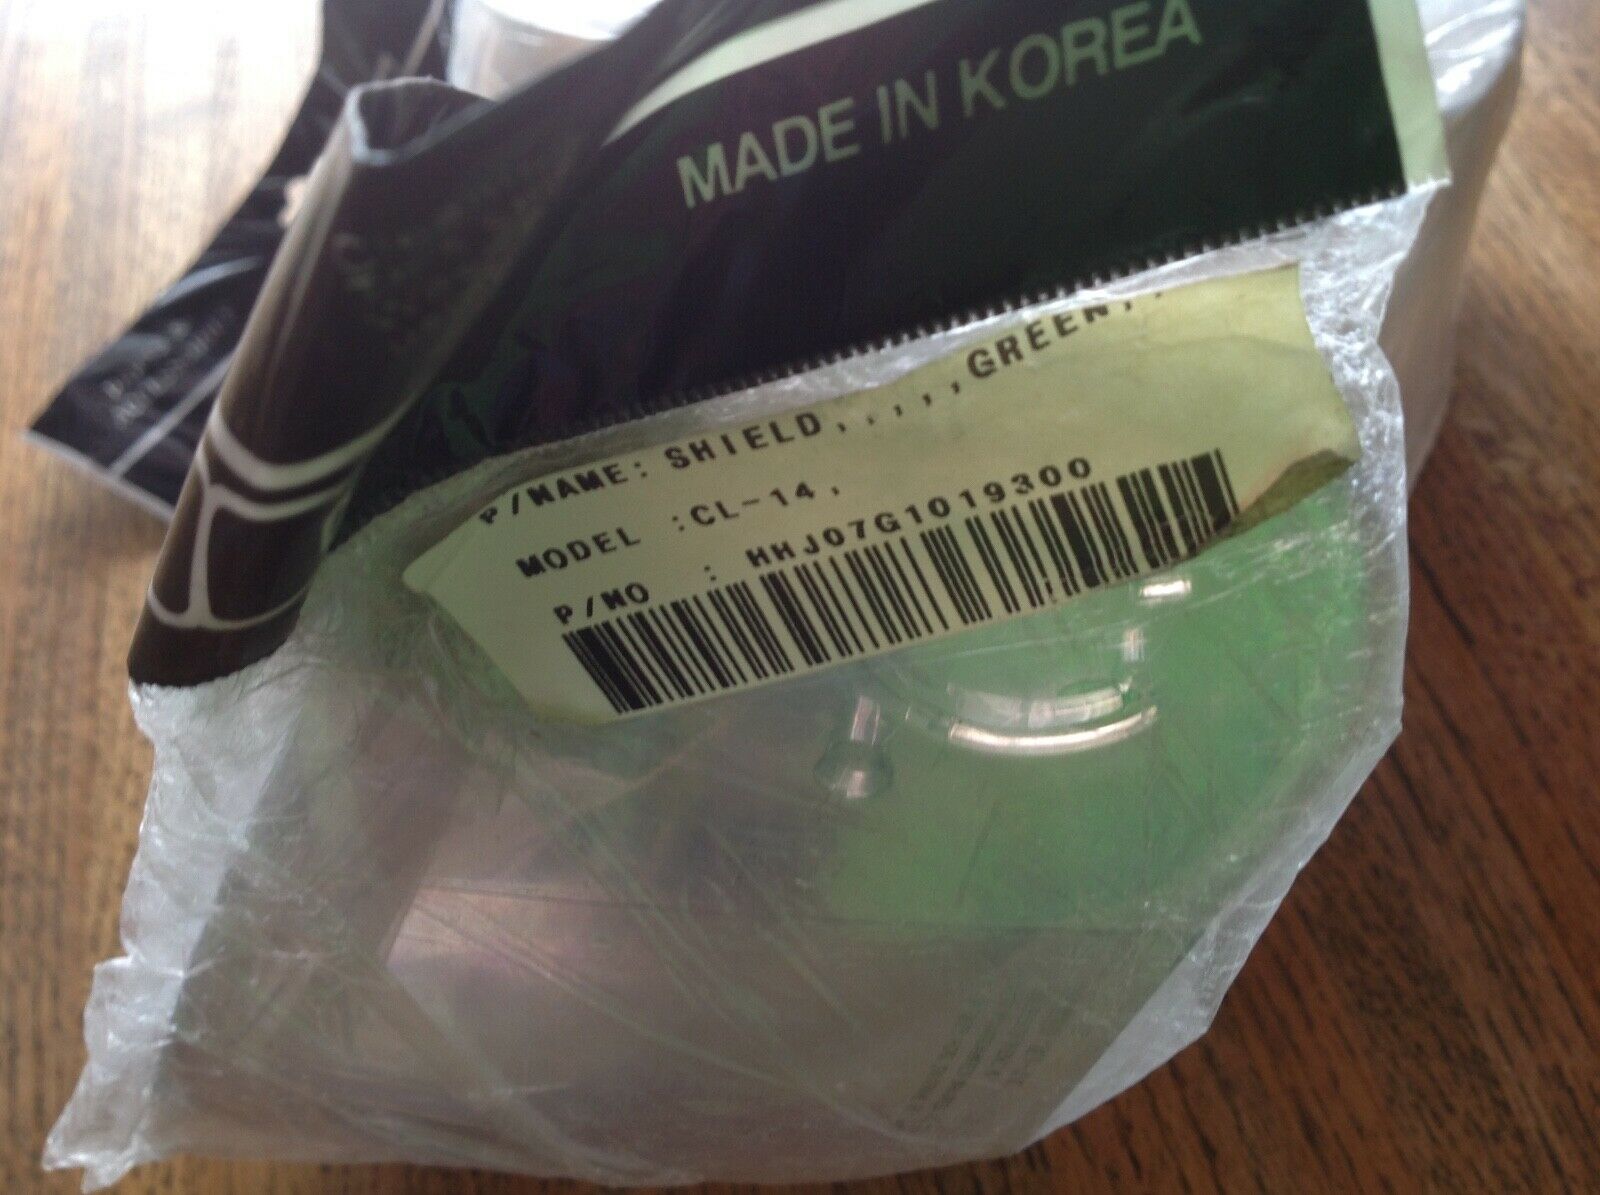 MADE IN KOREA
P/NAME: SHIELD,,,,,,GREEN,,
MODEL :CL-14,
P/NO : HHJ07G1019300